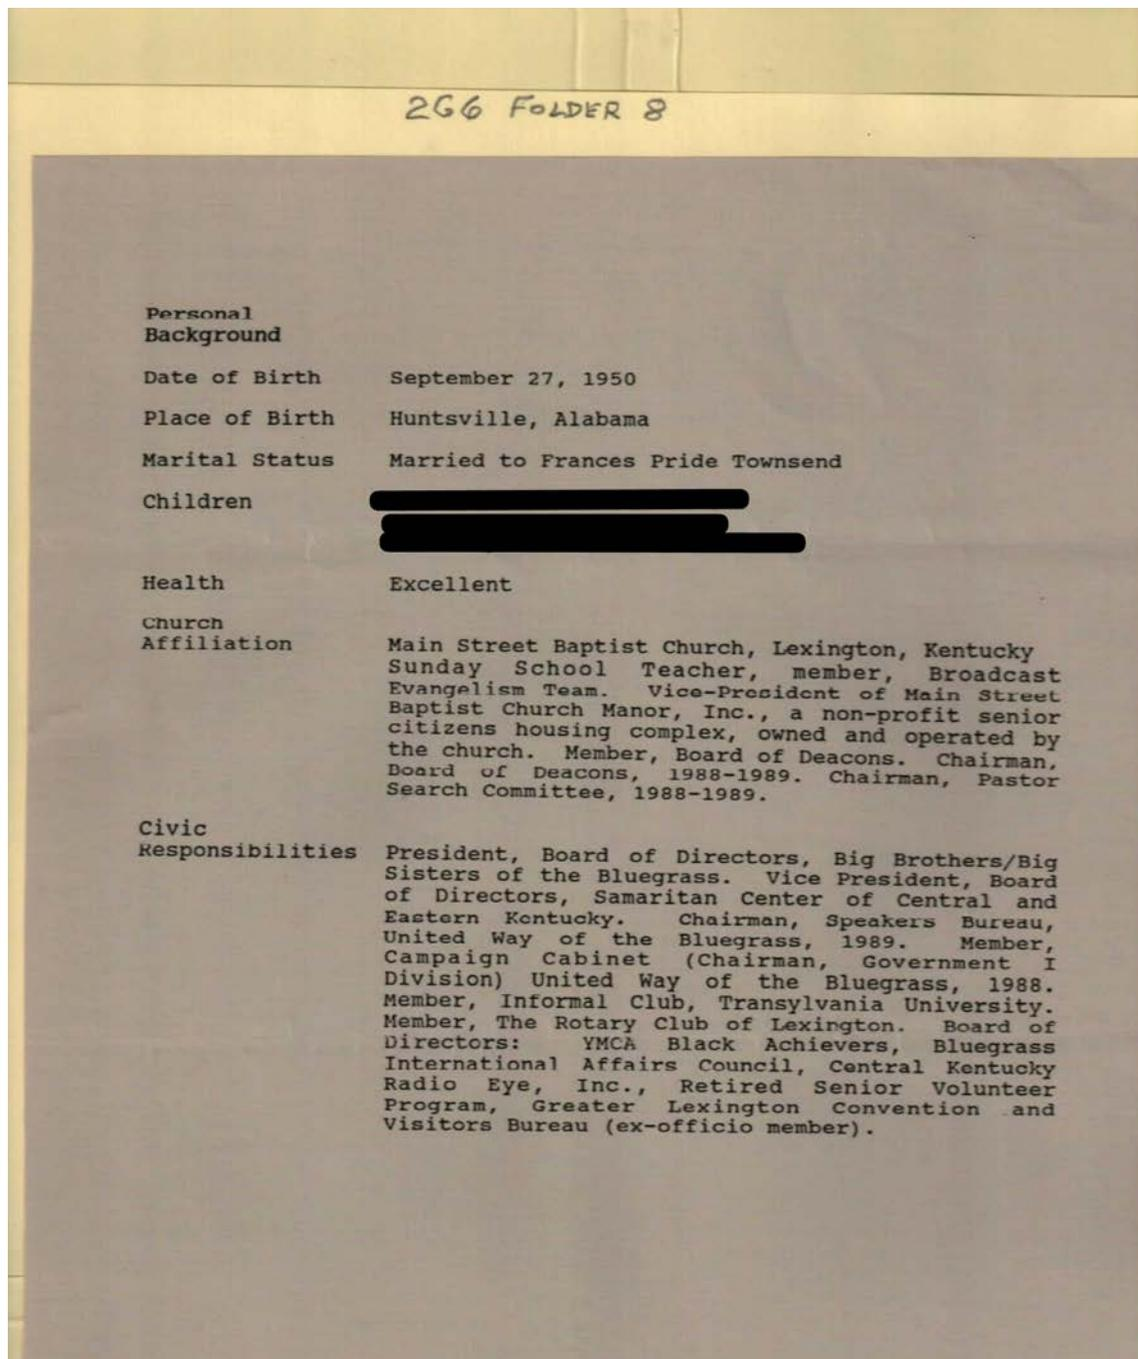 2G6 FOLDER 8
Personal
Background
Date of Birth September 27, 1950
Place of Birth Huntsville, Alabama
Marital Status Married to Frances Pride Townsend
Children
Health Excellent
Church
Affiliation Main Street Baptist Church, Lexington, Kentucky
Sunday School Teacher, member, Broadcast
Evangelism Team. Vice-President of Main Street
Baptist Church Manor, Inc., a non-profit senior
citizens housing complex, owned and operated by
the church. Member, Board of Deacons. Chairman,
Board of Deacons, 1988-1989. Chairman, Pastor
Search Committee, 1988-1989.
Civic
Responsibilities President, Board of Directors, Big Brothers/Big
Sisters of the Bluegrass. Vice President, Board
of Directors, Samaritan Center of Central and
Eastern Kentucky. Chairman, Speakers Bureau,
United Way of the Bluegrass, 1989. Member,
Campaign Cabinet (Chairman, Government I
Division) United Way of the Bluegrass, 1988.
Member, Informal Club, Transylvania University.
Member, The Rotary Club of Lexington. Board of
Directors: YMCA Black Achievers, Bluegrass
International Affairs Council, Central Kentucky
Radio Eye, Inc., Retired Senior Volunteer
Program, Greater Lexington Convention and
Visitors Bureau (ex-officio member).